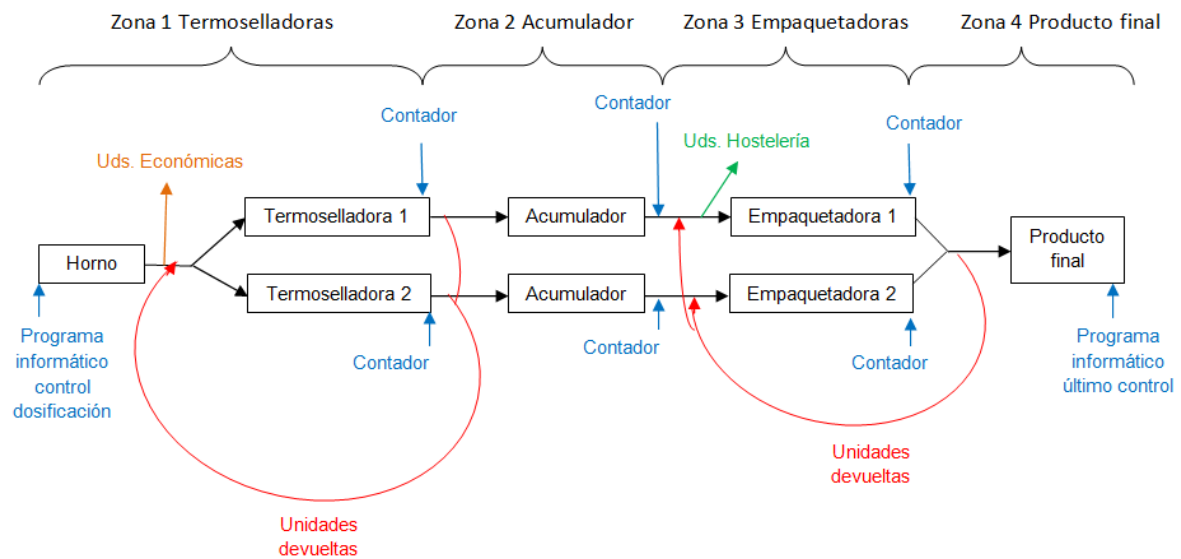 Zona 1 Termoselladoras
Zona 2 Acumulador
Zona 3 Empaquetadoras
Zona 4 Producto final
Contador
Contador
Contador
Uds. Económicas
Uds. Hostelería
Termoselladora 1
Acumulador
Empaquetadora 1
Horno
Producto
final
Termoselladora 2
Acumulador
Empaquetadora 2
Programa
informático
control
dosificación
Contador
Contador
Contador
Programa
informático
último control
Unidades
devueltas
Unidades
devueltas